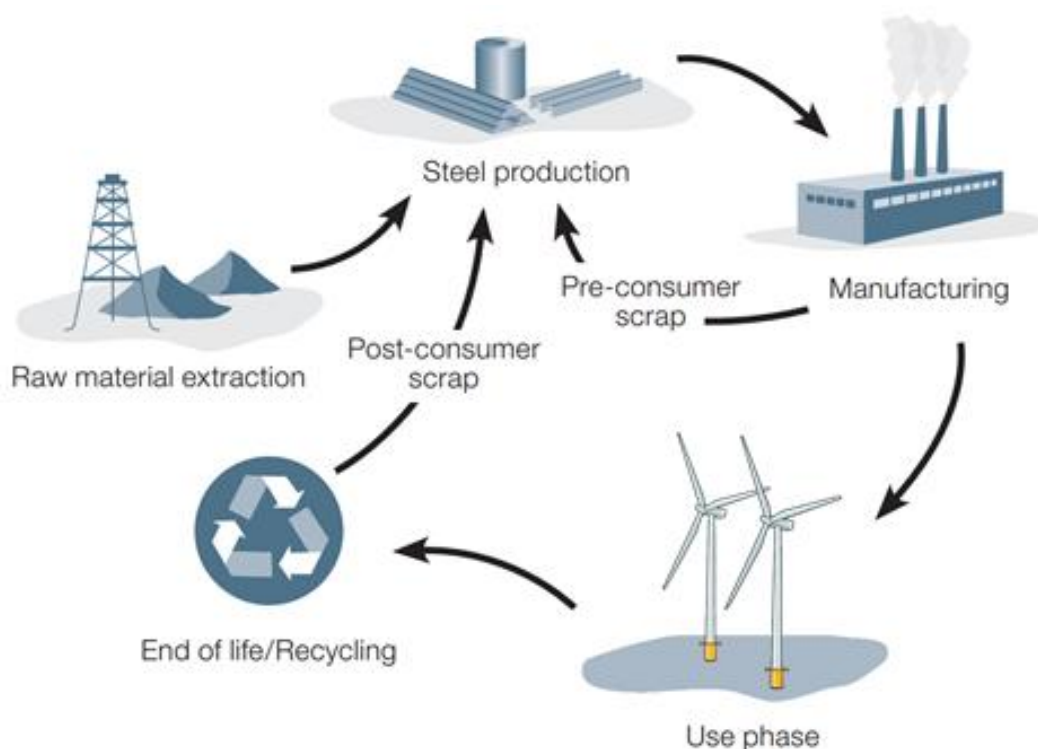 Steel production
Pre-consumer
scrap
Manufacturing
Post-consumer
scrap
Raw material extraction
End of life/Recycling
Use phase